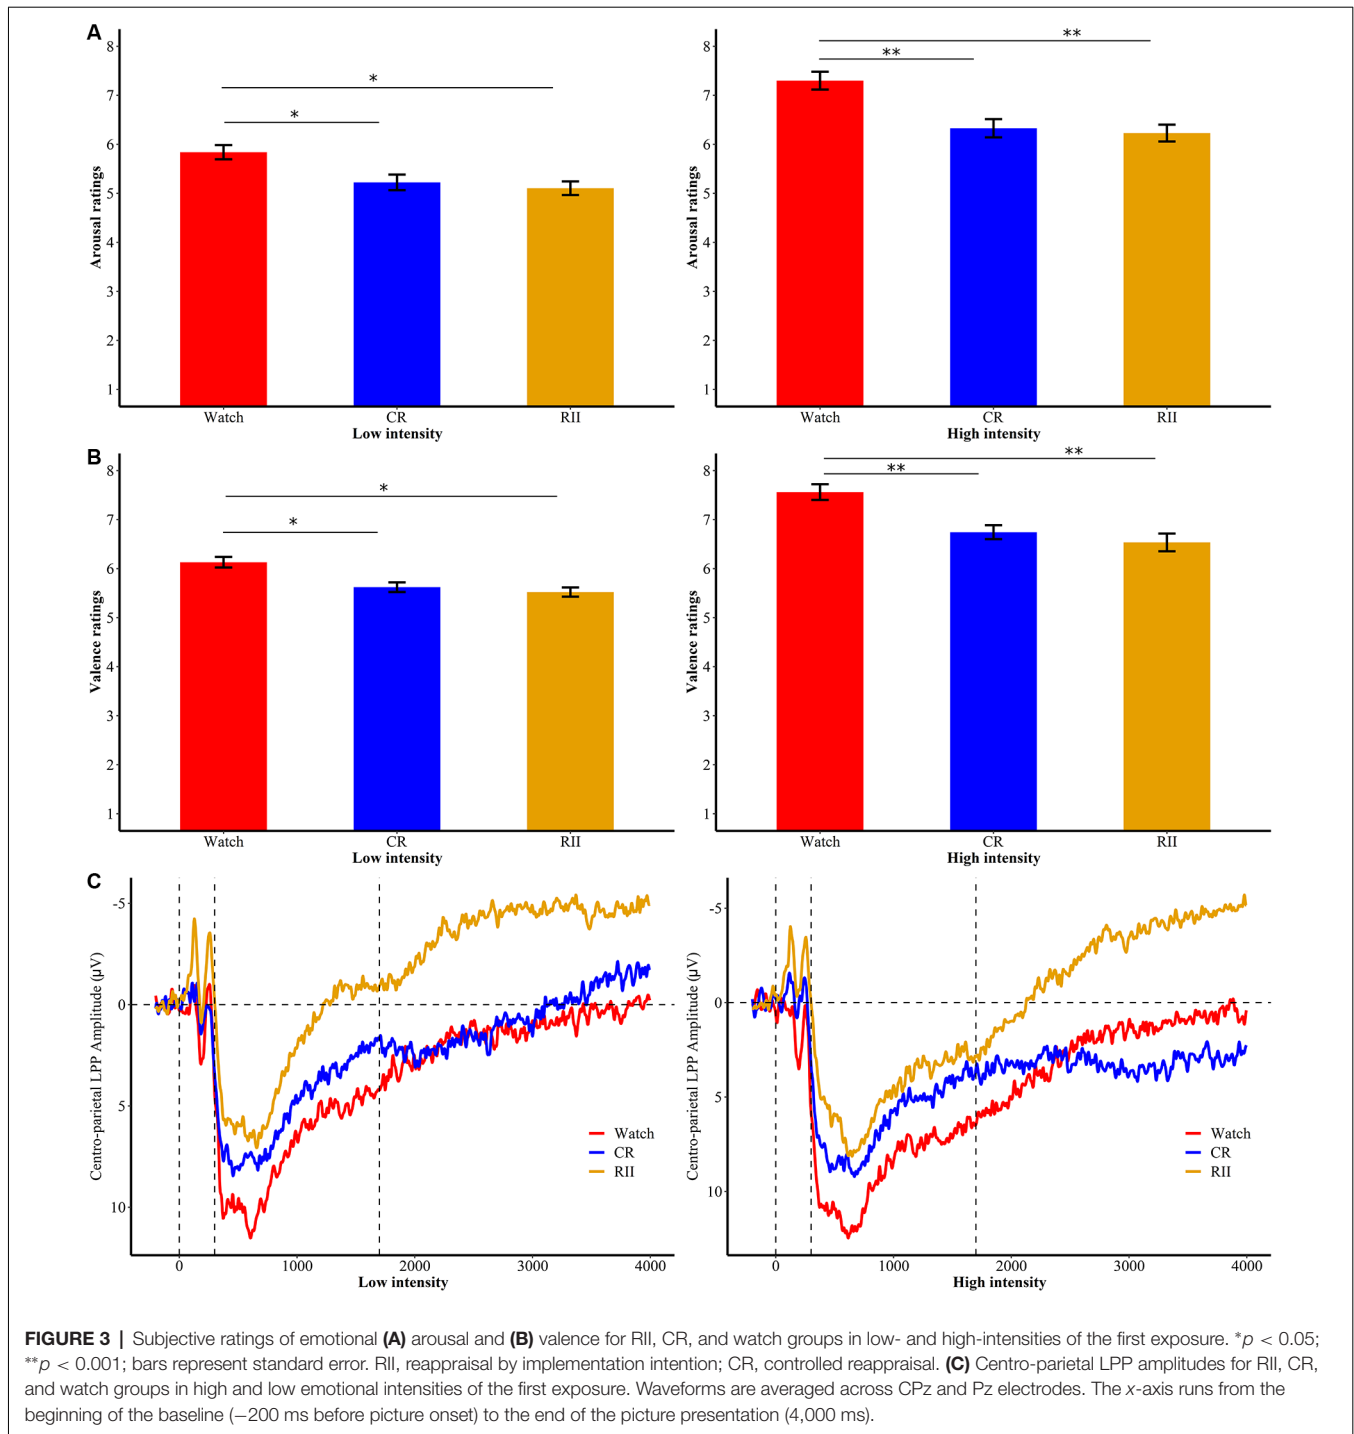 A
8
7
6
5
4
3
2
1
Arousal ratings
*
*
Watch CR RII
Low intensity
8
7
6
5
4
3
2
1
Arousal ratings
**
**
Watch CR RII
High intensity
B
8
7
6
5
4
3
2
1
Valence ratings
*
*
Watch CR RII
Low intensity
8
7
6
5
4
3
2
1
Valence ratings
**
**
Watch CR RII
High intensity
C
-5
0
5
10
Centro-parietal LPP Amplitude (µV)
Watch
CR
RII
0 1000 2000 3000 4000
Low intensity
-5
0
5
10
Centro-parietal LPP Amplitude (µV)
Watch
CR
RII
0 1000 2000 3000 4000
High intensity
FIGURE 3 | Subjective ratings of emotional (A) arousal and (B) valence for RII, CR, and watch groups in low- and high-intensities of the first exposure. *p < 0.05;
**p < 0.001; bars represent standard error. RII, reappraisal by implementation intention; CR, controlled reappraisal. (C) Centro-parietal LPP amplitudes for RII, CR,
and watch groups in high and low emotional intensities of the first exposure. Waveforms are averaged across CPz and Pz electrodes. The x-axis runs from the
beginning of the baseline (−200 ms before picture onset) to the end of the picture presentation (4,000 ms).